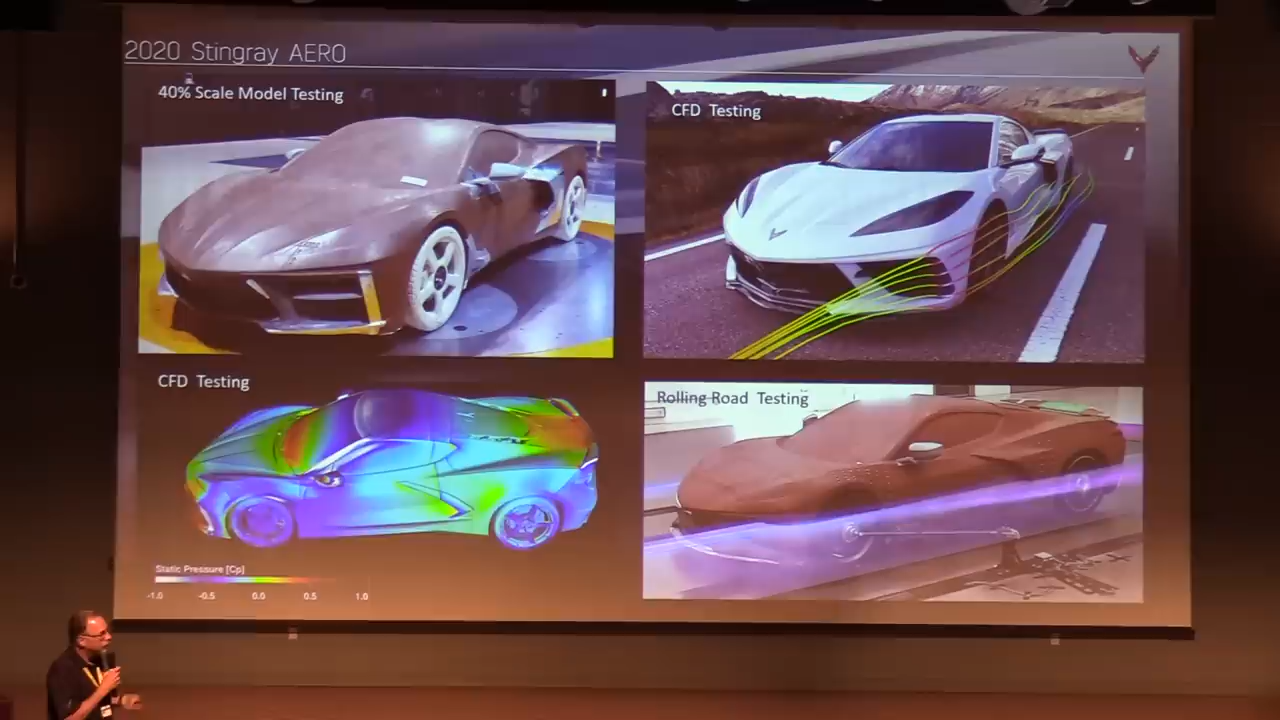 2020 Stingray AERO
40% Scale Model Testing
CFD Testing
CFD Testing
Rolling Road Testing
Static Pressure [Cp]
-1.0 -0.5 0.0 0.5 1.0